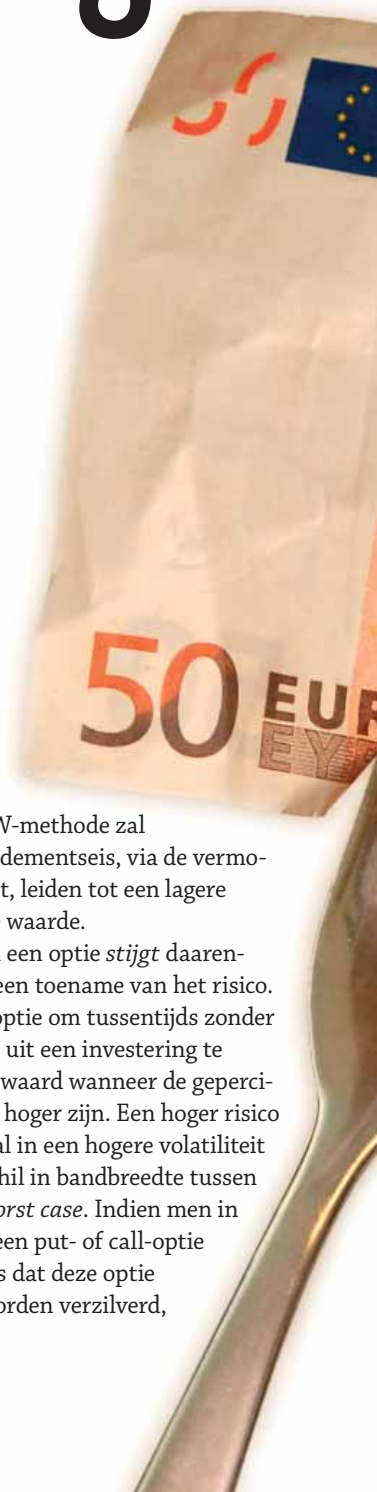 50 EUR
EY
W-methode zal
dementseis, via de vermo-
t, leiden tot een lagere
waarde.
een optie stijgt daaren-
een toename van het risico.
optie om tussentijds zonder
uit een investering te
waard wanneer de geperci-
hoger zijn. Een hoger risico
al in een hogere volatiliteit
hil in bandbreedte tussen
orst case. Indien men in
een put- of call-optie
s dat deze optie
orden verzilverd,